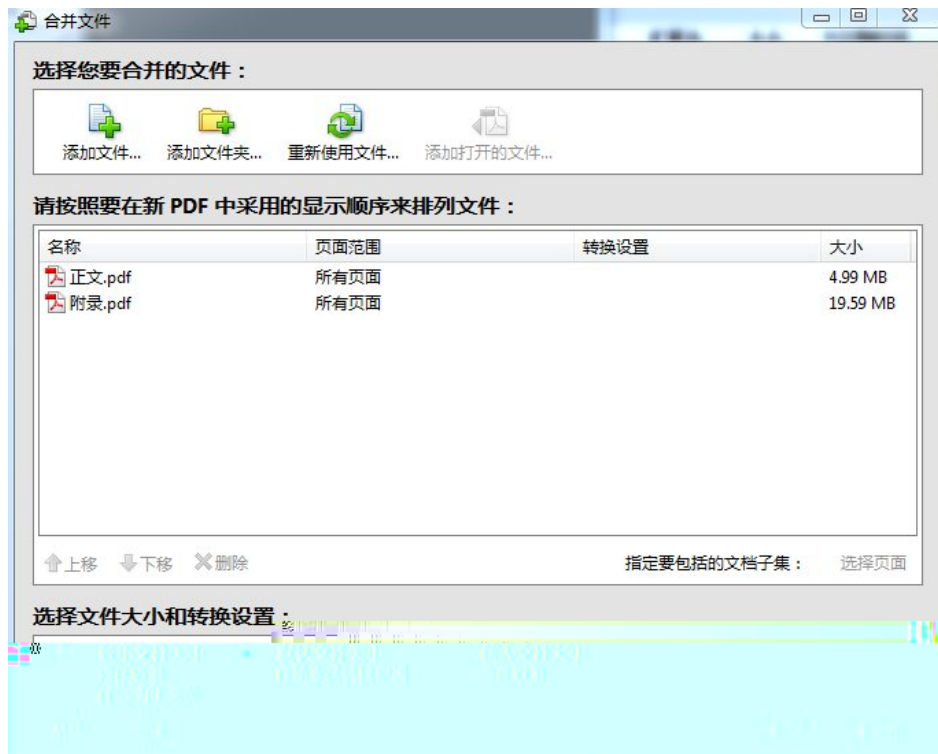 合并文件
选择您要合并的文件：
添加文件... 添加文件夹... 重新使用文件... 添加打开的文件...
请按照要在新 PDF 中采用的显示顺序来排列文件：
名称 页面范围 转换设置 大小
正文.pdf 所有页面 4.99 MB
附录.pdf 所有页面 19.59 MB
上移 下移 删除 指定要包括的文档子集： 选择页面
选择文件大小和转换设置：